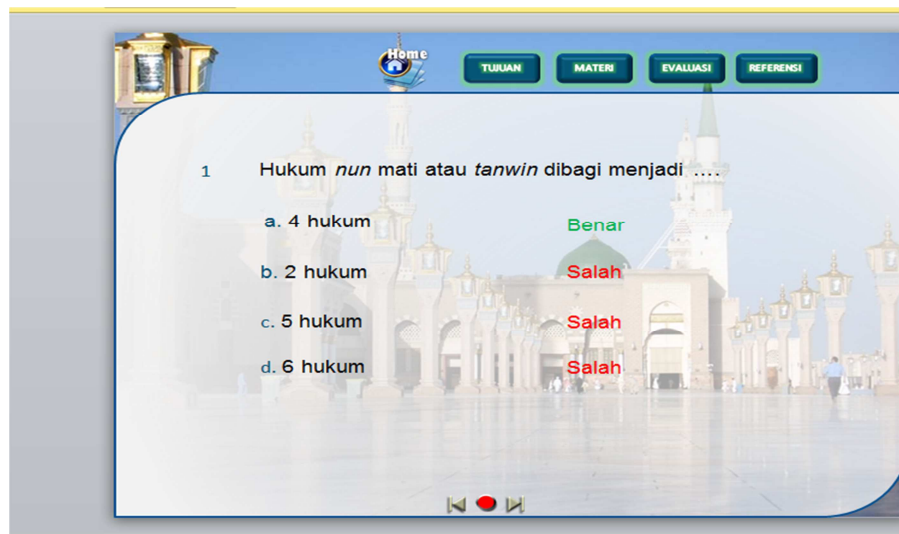 Home
TUJUAN MATERI EVALUASI REFERENSI
1 Hukum nun mati atau tanwin dibagi menjadi ....
a. 4 hukum Benar
b. 2 hukum Salah
c. 5 hukum Salah
d. 6 hukum Salah